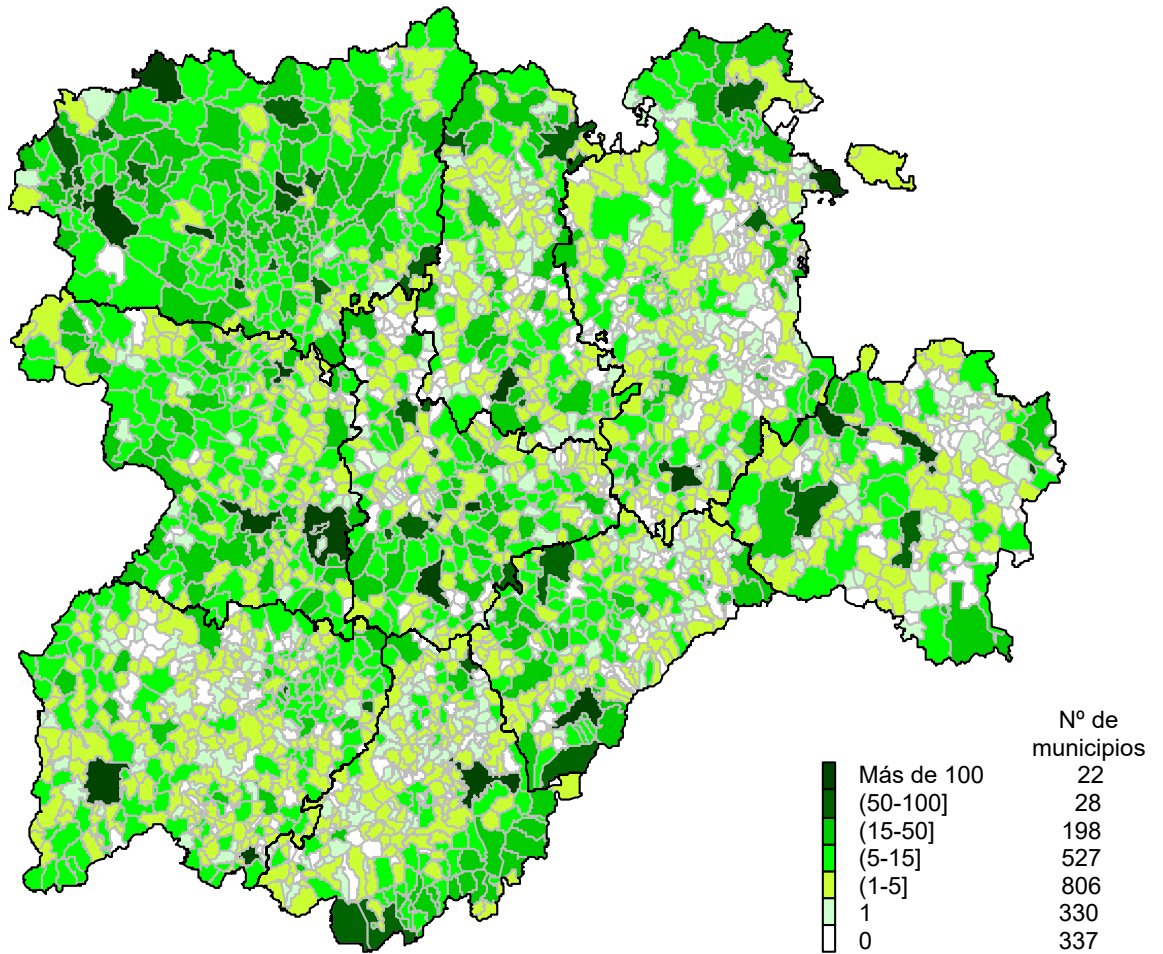 Nº de
municipios
Más de 100 22
(50-100] 28
(15-50] 198
(5-15] 527
(1-5] 806
1 330
0 337